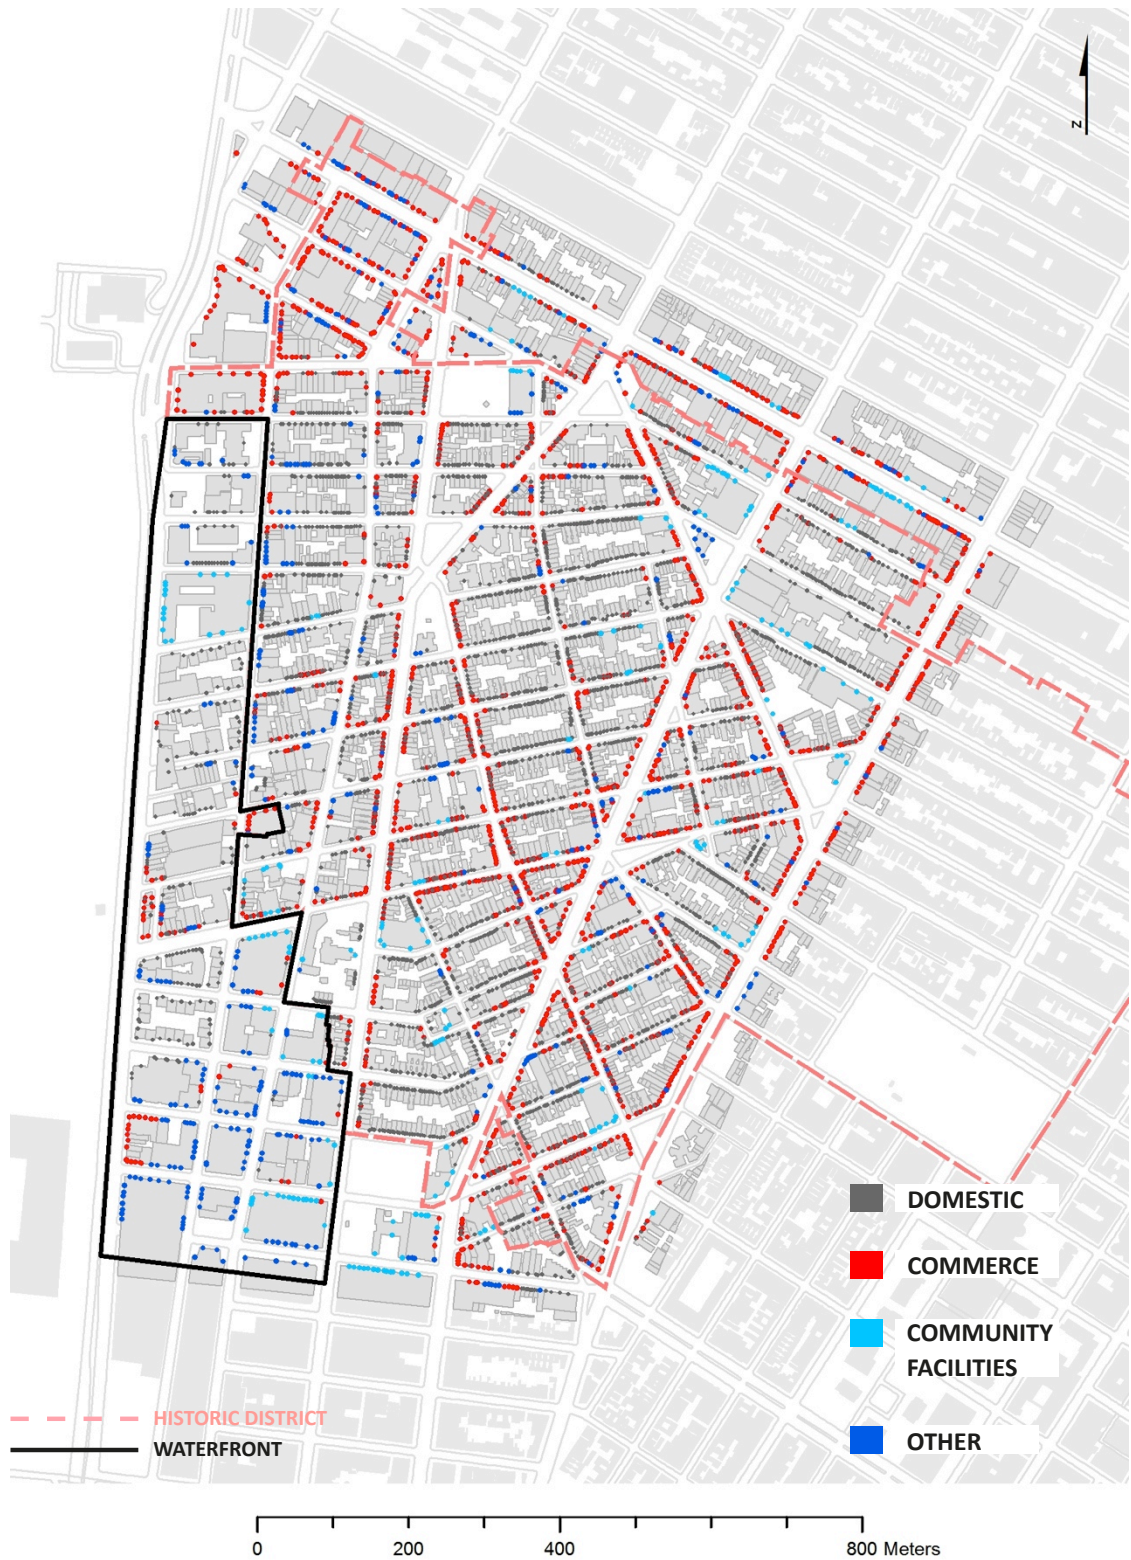 N
DOMESTIC
COMMERCE
COMMUNITY
FACILITIES
HISTORIC DISTRICT
WATERFRONT
OTHER
0 200 400 800 Meters